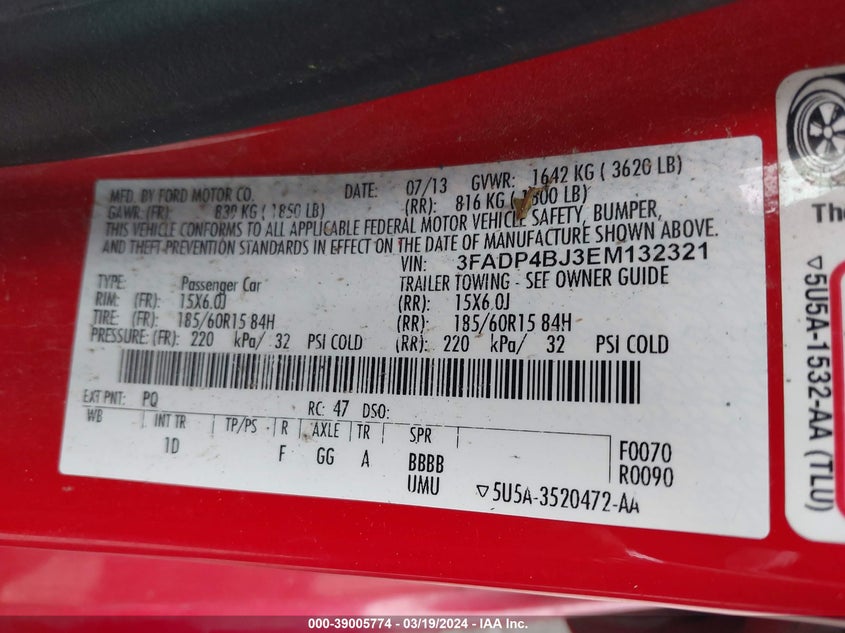 MFD. BY FORD MOTOR CO. DATE: 07/13 GVWR: 1642 KG ( 3620 LB)
GAWR: (FR): 839 KG ( 1850 LB) (RR): 816 KG ( 800 LB)
THIS VEHICLE CONFORMS TO ALL APPLICABLE FEDERAL MOTOR VEHICLE SAFETY, BUMPER,
AND THEFT PREVENTION STANDARDS IN EFFECT ON THE DATE OF MANUFACTURE SHOWN ABOVE.
VIN: 3FADP4BJ3EM132321
TYPE: Passenger Car TRAILER TOWING - SEE OWNER GUIDE
RIM: (FR): 15X6.0J (RR): 15X6.0J
TIRE: (FR): 185/60R15 84H (RR): 185/60R15 84H
PRESSURE: (FR): 220 kPa/ 32 PSI COLD (RR): 220 kPa/ 32 PSI COLD
EXT PNT: PQ RC: 47 DSO:
WB INT TR TP/PS R AXLE TR SPR
1D F GG A BBBB
UMU
F0070
R0090
▽5U5A-3520472-AA
The
▽5U5A-1532-AA (TLU)
000-39005774 - 03/19/2024 - IAA Inc.